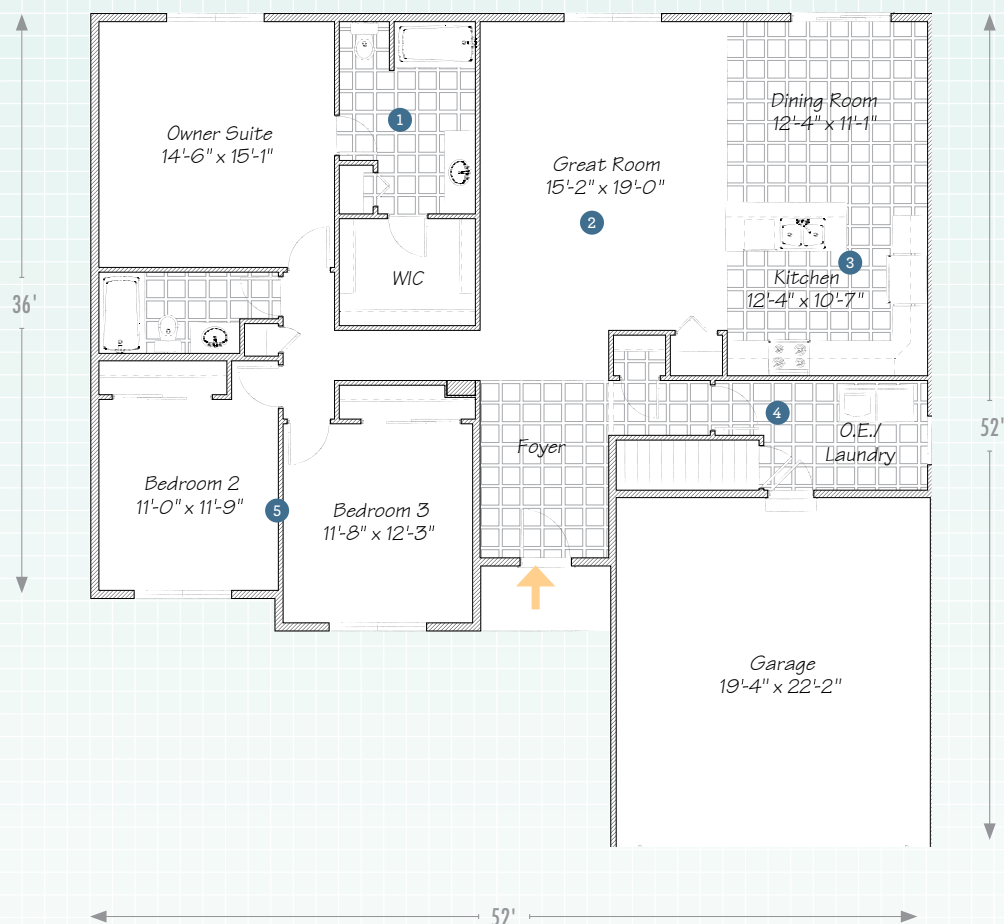 1
Owner Suite
14'-6" x 15'-1"
Dining Room
12'-4" x 11'-1"
Great Room
15'-2" x 19'-0"
2
WIC
3
Kitchen
12'-4" x 10'-7"
36'
4
52'
Foyer
O.E./
Laundry
Bedroom 2
11'-0" x 11'-9"
5
Bedroom 3
11'-8" x 12'-3"
Garage
19'-4" x 22'-2"
52'